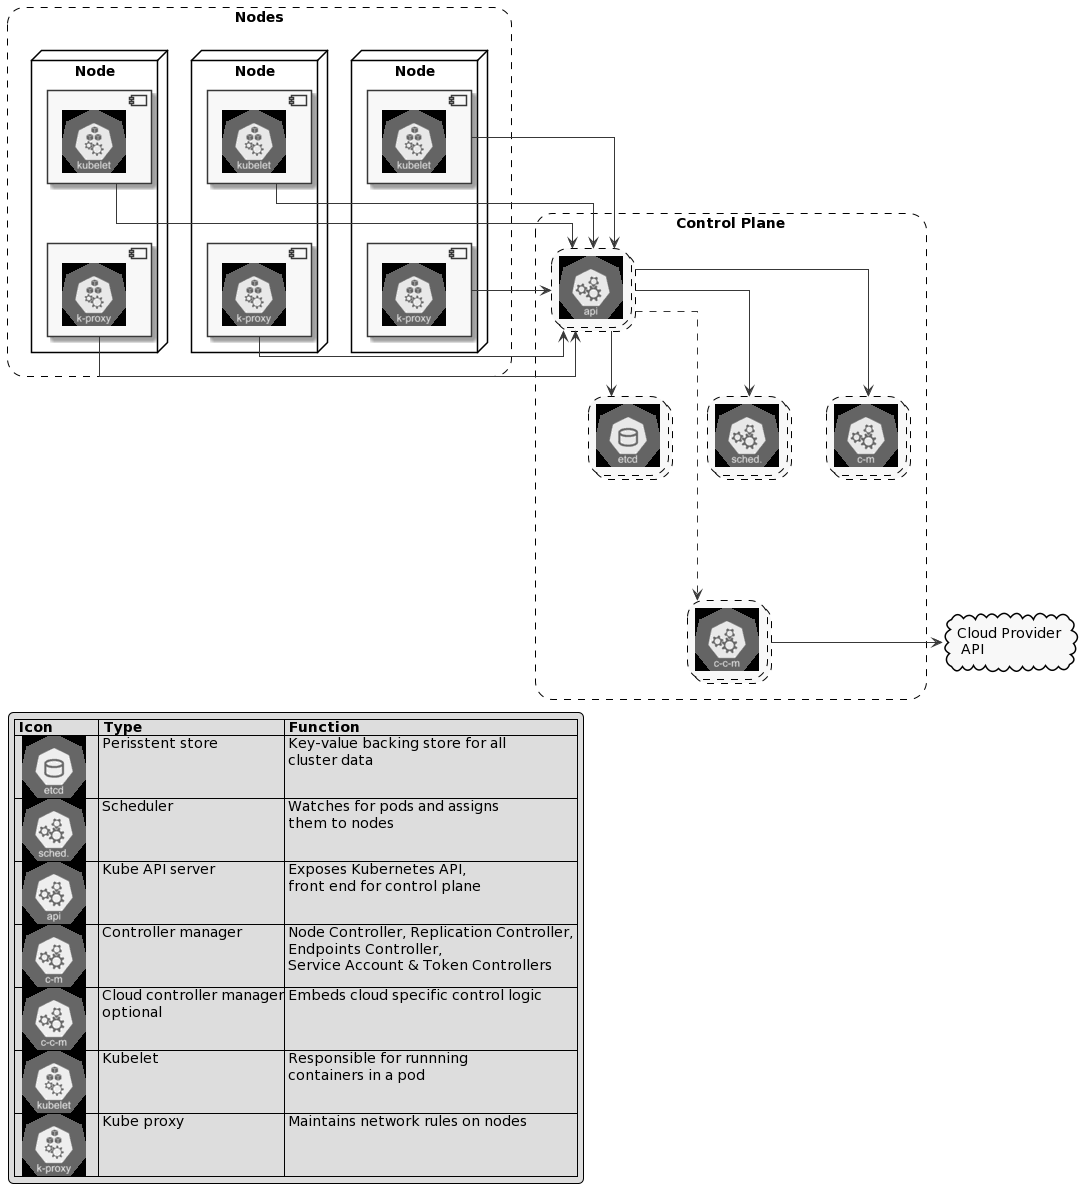 Nodes
Node
Node
Node
kubelet
kubelet
kubelet
Control Plane
k-proxy
k-proxy
k-proxy
api
etcd
sched.
c-m
c-c-m
Cloud Provider
API
Icon Type Function
etcd
Perisstent store
Key-value backing store for all
cluster data
sched.
Scheduler
Watches for pods and assigns
them to nodes
api
Kube API server
Exposes Kubernetes API,
front end for control plane
c-m
Controller manager
Node Controller, Replication Controller,
Endpoints Controller,
Service Account & Token Controllers
c-c-m
Cloud controller manager
optional
Embeds cloud specific control logic
kubelet
Kubelet
Responsible for runnning
containers in a pod
k-proxy
Kube proxy
Maintains network rules on nodes